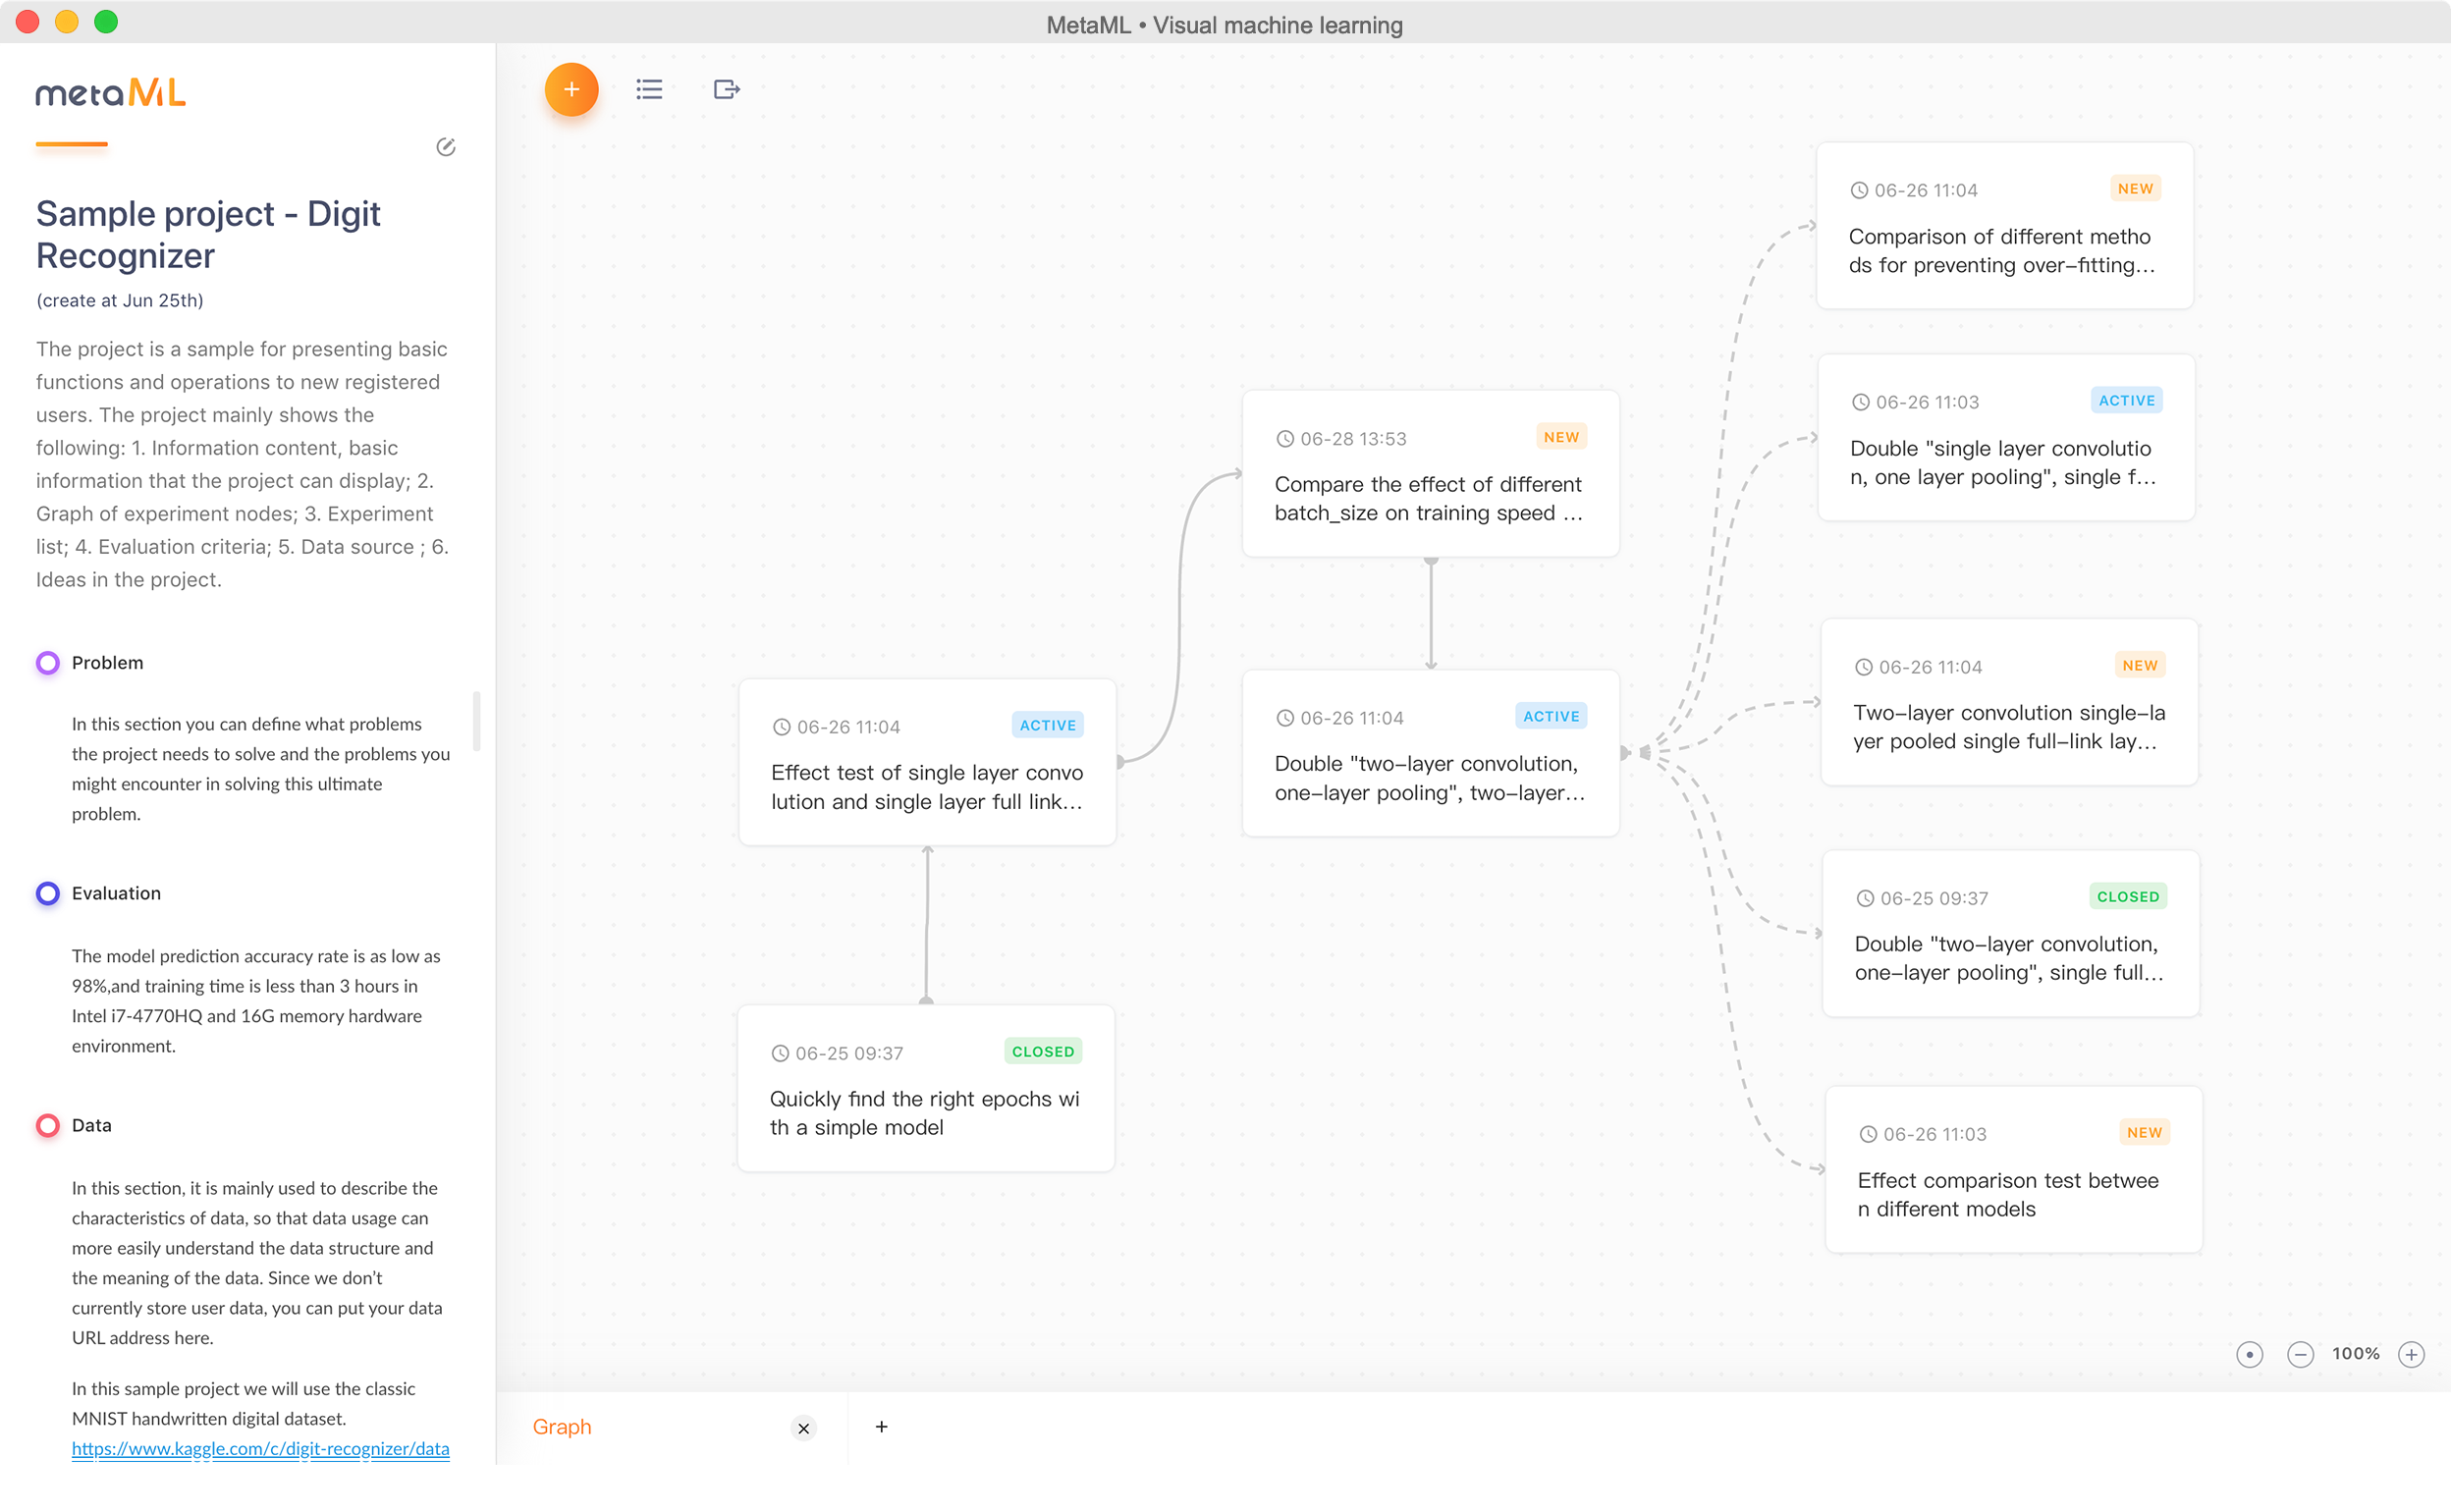 MetaML • Visual machine learning
metaML
Sample project - Digit
Recognizer
(create at Jun 25th)
The project is a sample for presenting basic
functions and operations to new registered
users. The project mainly shows the
following: 1. Information content, basic
information that the project can display; 2.
Graph of experiment nodes; 3. Experiment
list; 4. Evaluation criteria; 5. Data source ; 6.
Ideas in the project.
Problem
In this section you can define what problems
the project needs to solve and the problems you
might encounter in solving this ultimate
problem.
Evaluation
The model prediction accuracy rate is as low as
98%,and training time is less than 3 hours in
Intel i7-4770HQ and 16G memory hardware
environment.
Data
In this section, it is mainly used to describe the
characteristics of data, so that data usage can
more easily understand the data structure and
the meaning of the data. Since we don't
currently store user data, you can put your data
URL address here.
In this sample project we will use the classic
MNIST handwritten digital dataset.
https://www.kaggle.com/c/digit-recognizer/data
06-26 11:04 ACTIVE
Effect test of single layer convo
lution and single layer full link...
06-25 09:37 CLOSED
Quickly find the right epochs wi
th a simple model
06-28 13:53 NEW
Compare the effect of different
batch_size on training speed ...
06-26 11:04 ACTIVE
Double "two-layer convolution,
one-layer pooling", two-layer...
06-26 11:04 NEW
Comparison of different metho
ds for preventing over-fitting...
06-26 11:03 ACTIVE
Double "single layer convolutio
n, one layer pooling", single f...
06-26 11:04 NEW
Two-layer convolution single-la
yer pooled single full-link lay...
06-25 09:37 CLOSED
Double "two-layer convolution,
one-layer pooling", single full...
06-26 11:03 NEW
Effect comparison test betwee
n different models
100%
Graph